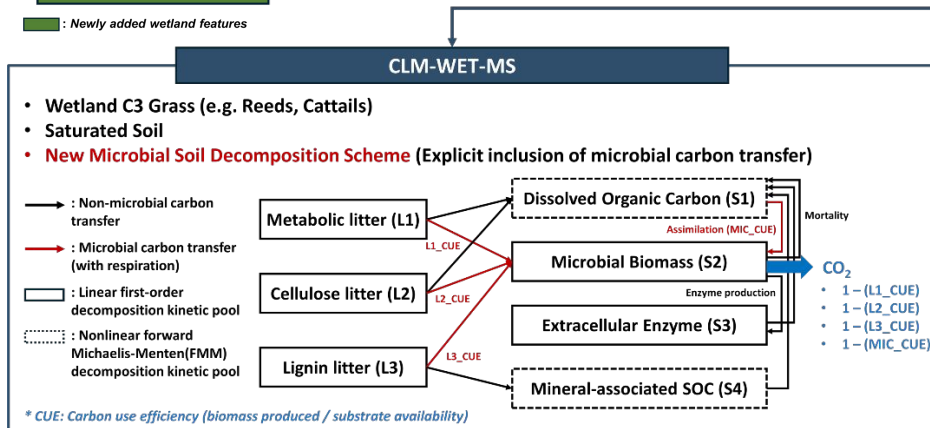 : Newly added wetland features
CLM-WET-MS
• Wetland C3 Grass (e.g. Reeds, Cattails)
• Saturated Soil
• New Microbial Soil Decomposition Scheme (Explicit inclusion of microbial carbon transfer)
: Non-microbial carbon
transfer
: Microbial carbon transfer
(with respiration)
: Linear first-order
decomposition kinetic pool
: Nonlinear forward
Michaelis-Menten(FMM)
decomposition kinetic pool
Metabolic litter (L1)
L1_CUE
Cellulose litter (L2)
L2_CUE
Lignin litter (L3)
L3_CUE
Dissolved Organic Carbon (S1)
Mortality
Assimilation (MIC_CUE)
Microbial Biomass (S2)
Enzyme production
Extracellular Enzyme (S3)
Mineral-associated SOC (S4)
CO₂
• 1 – (L1_CUE)
• 1 – (L2_CUE)
• 1 – (L3_CUE)
• 1 – (MIC_CUE)
* CUE: Carbon use efficiency (biomass produced / substrate availability)